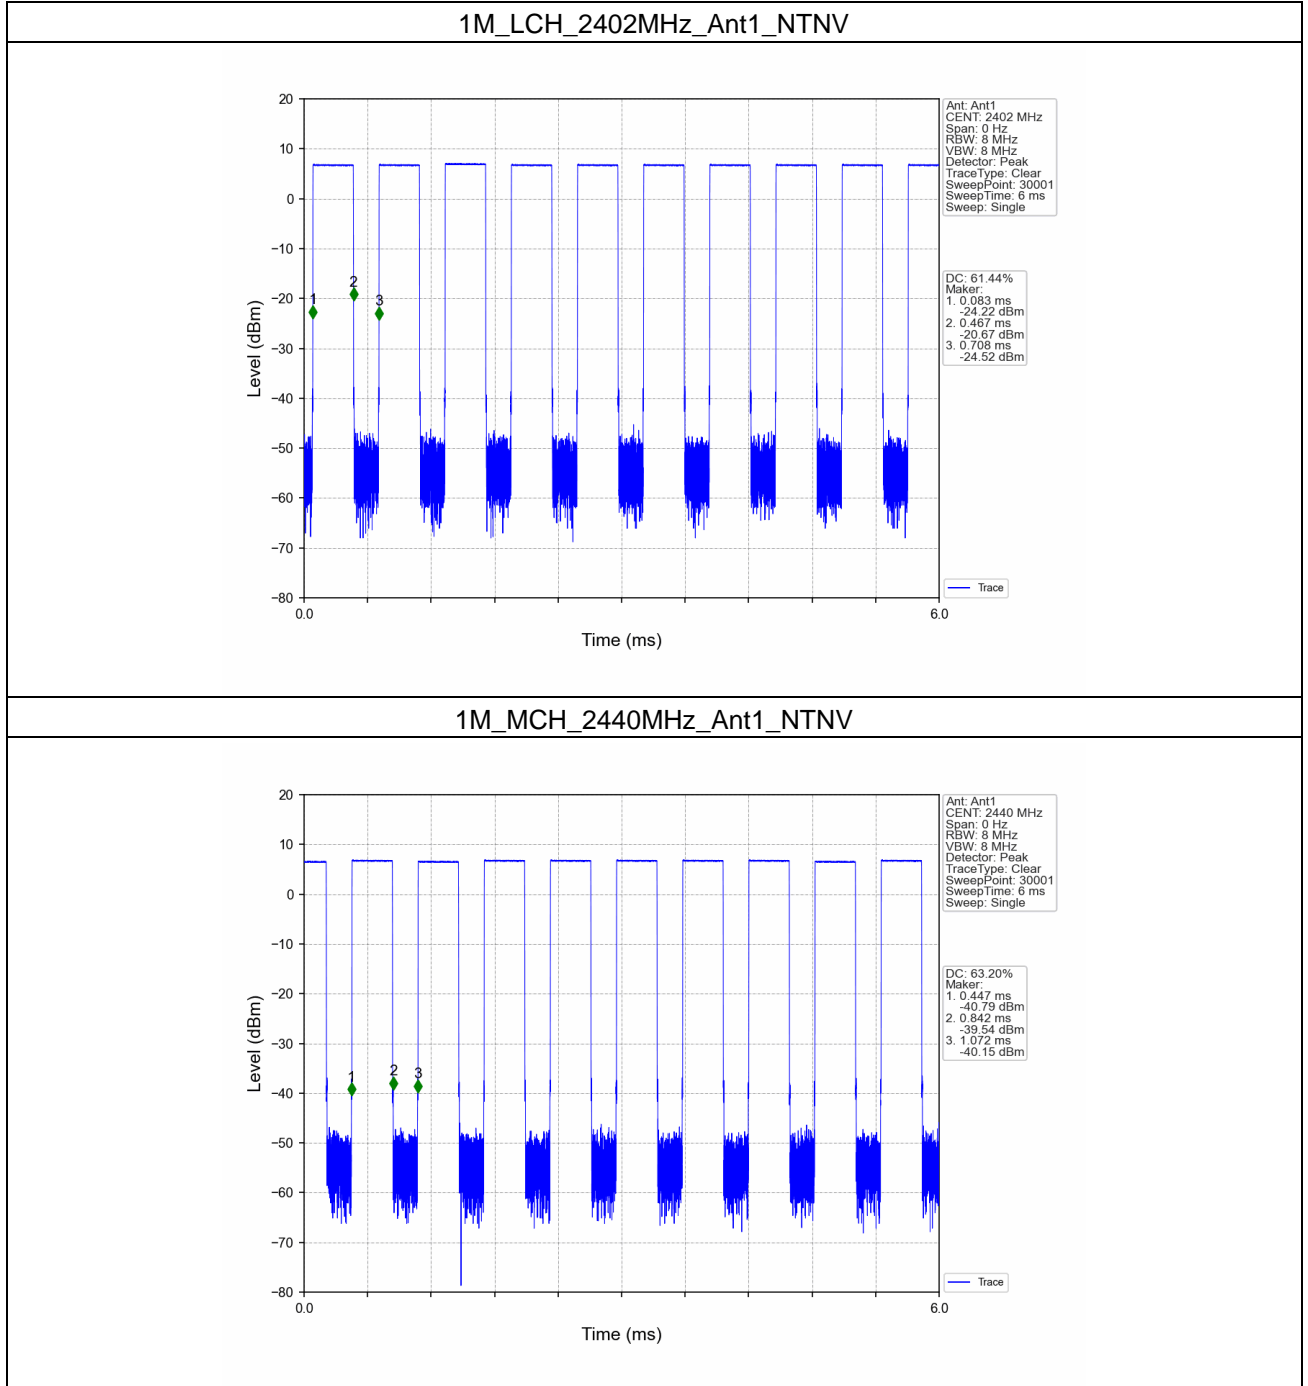 1M_LCH_2402MHz_Ant1_NTNV
20
10
0
−10
−20
−30
−40
−50
−60
−70
−80
Level (dBm)
0.0
6.0
Time (ms)
1
2
3
Ant: Ant1
CENT: 2402 MHz
Span: 0 Hz
RBW: 8 MHz
VBW: 8 MHz
Detector: Peak
TraceType: Clear
SweepPoint: 30001
SweepTime: 6 ms
Sweep: Single
DC: 61.44%
Maker:
1. 0.083 ms
-24.22 dBm
2. 0.467 ms
-20.67 dBm
3. 0.708 ms
-24.52 dBm
Trace
1M_MCH_2440MHz_Ant1_NTNV
20
10
0
−10
−20
−30
−40
−50
−60
−70
−80
Level (dBm)
0.0
6.0
Time (ms)
1
2
3
Ant: Ant1
CENT: 2440 MHz
Span: 0 Hz
RBW: 8 MHz
VBW: 8 MHz
Detector: Peak
TraceType: Clear
SweepPoint: 30001
SweepTime: 6 ms
Sweep: Single
DC: 63.20%
Maker:
1. 0.447 ms
-40.79 dBm
2. 0.842 ms
-39.54 dBm
3. 1.072 ms
-40.15 dBm
Trace